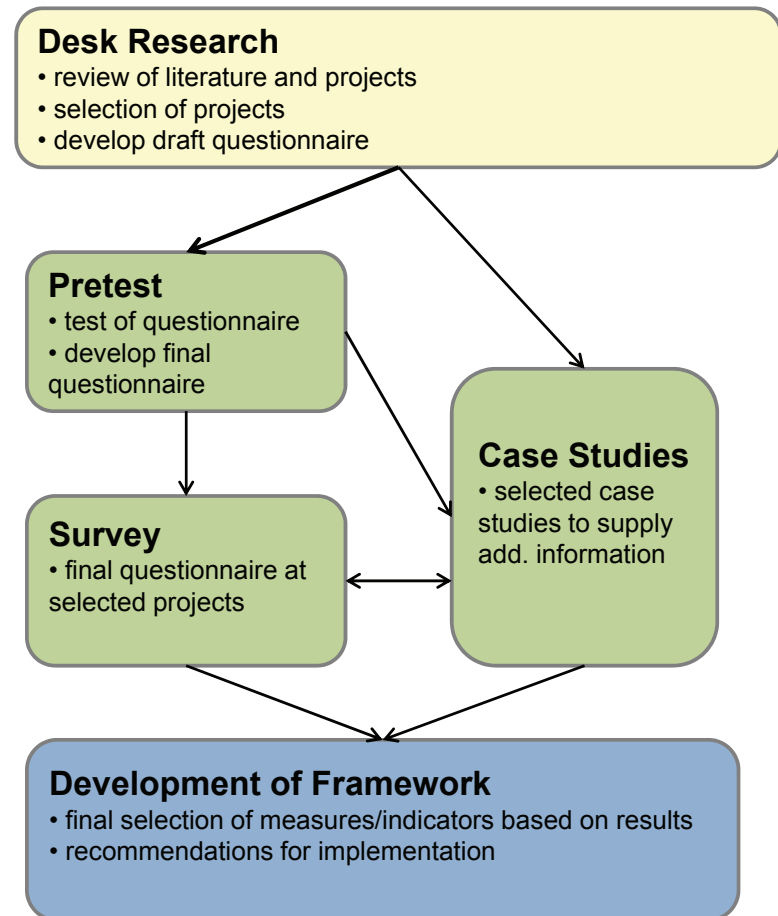 Desk Research
• review of literature and projects
• selection of projects
• develop draft questionnaire
Pretest
• test of questionnaire
• develop final
questionnaire
Case Studies
• selected case
studies to supply
add. information
Survey
• final questionnaire at
selected projects
Development of Framework
• final selection of measures/indicators based on results
• recommendations for implementation